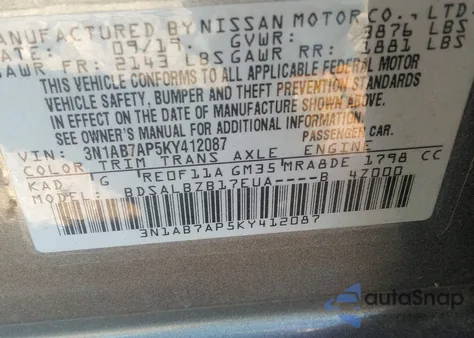 MANUFACTURED BY NISSAN MOTOR CO., LTD
DATE: 09/19 GVWR: 3876 LBS
GAWR FR: 2143 LBS GAWR RR: 1881 LBS
THIS VEHICLE CONFORMS TO ALL APPLICABLE FEDERAL MOTOR
VEHICLE SAFETY, BUMPER AND THEFT PREVENTION STANDARDS
IN EFFECT ON THE DATE OF MANUFACTURE SHOWN ABOVE.
SEE OWNER'S MANUAL FOR ADDITIONAL INFORMATION.
VIN: 3N1AB7AP5KY412087 PASSENGER CAR
COLOR TRIM TRANS AXLE ENGINE
KAD G RE0F11A GM35 MRA8DE 1798 CC
MODEL: BDSALBZB17EUA----B 47000
3N1AB7AP5KY412087
autoSnap